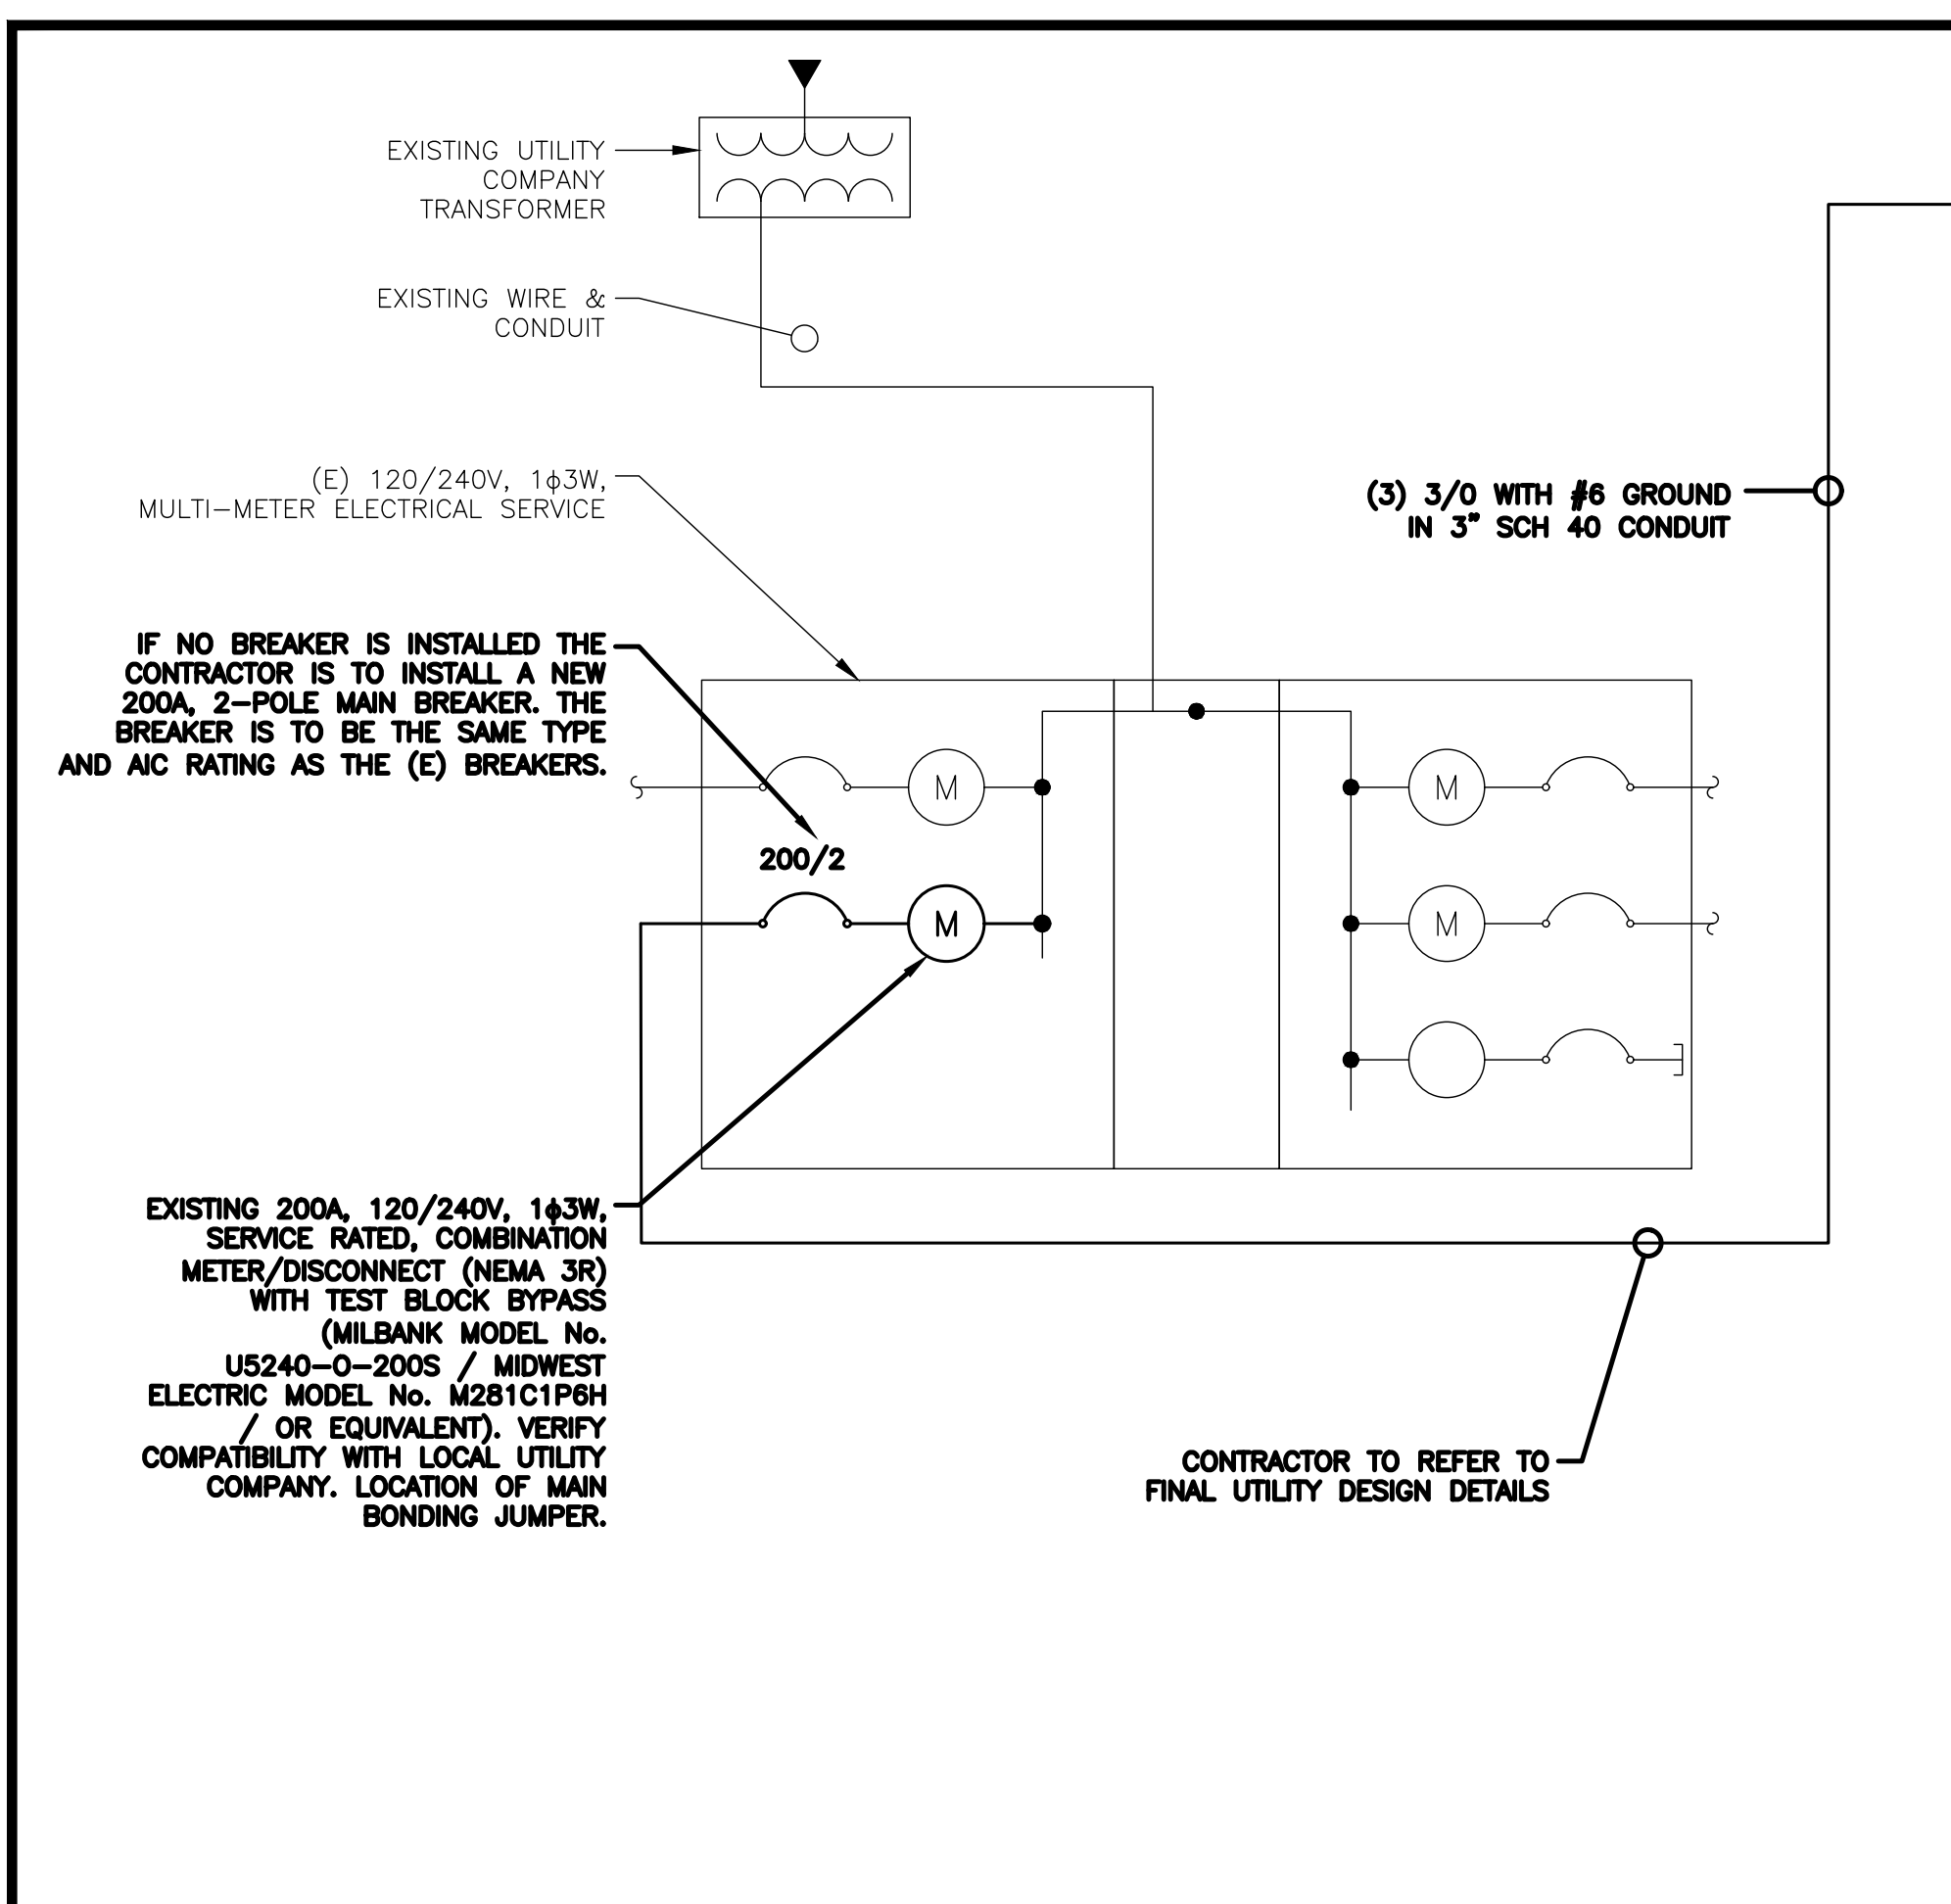 EXISTING UTILITY
COMPANY
TRANSFORMER
EXISTING WIRE &
CONDUIT
(E) 120/240V, 1ϕ3W,
MULTI-METER ELECTRICAL SERVICE
(3) 3/0 WITH #6 GROUND
IN 3" SCH 40 CONDUIT
IF NO BREAKER IS INSTALLED THE
CONTRACTOR IS TO INSTALL A NEW
200A, 2-POLE MAIN BREAKER. THE
BREAKER IS TO BE THE SAME TYPE
AND AIC RATING AS THE (E) BREAKERS.
M
M
200/2
M
M
EXISTING 200A, 120/240V, 1ϕ3W,
SERVICE RATED, COMBINATION
METER/DISCONNECT (NEMA 3R)
WITH TEST BLOCK BYPASS
(MILBANK MODEL No.
U5240-O-200S / MIDWEST
ELECTRIC MODEL No. M281C1P6H
/ OR EQUIVALENT). VERIFY
COMPATIBILITY WITH LOCAL UTILITY
COMPANY. LOCATION OF MAIN
BONDING JUMPER.
CONTRACTOR TO REFER TO
FINAL UTILITY DESIGN DETAILS